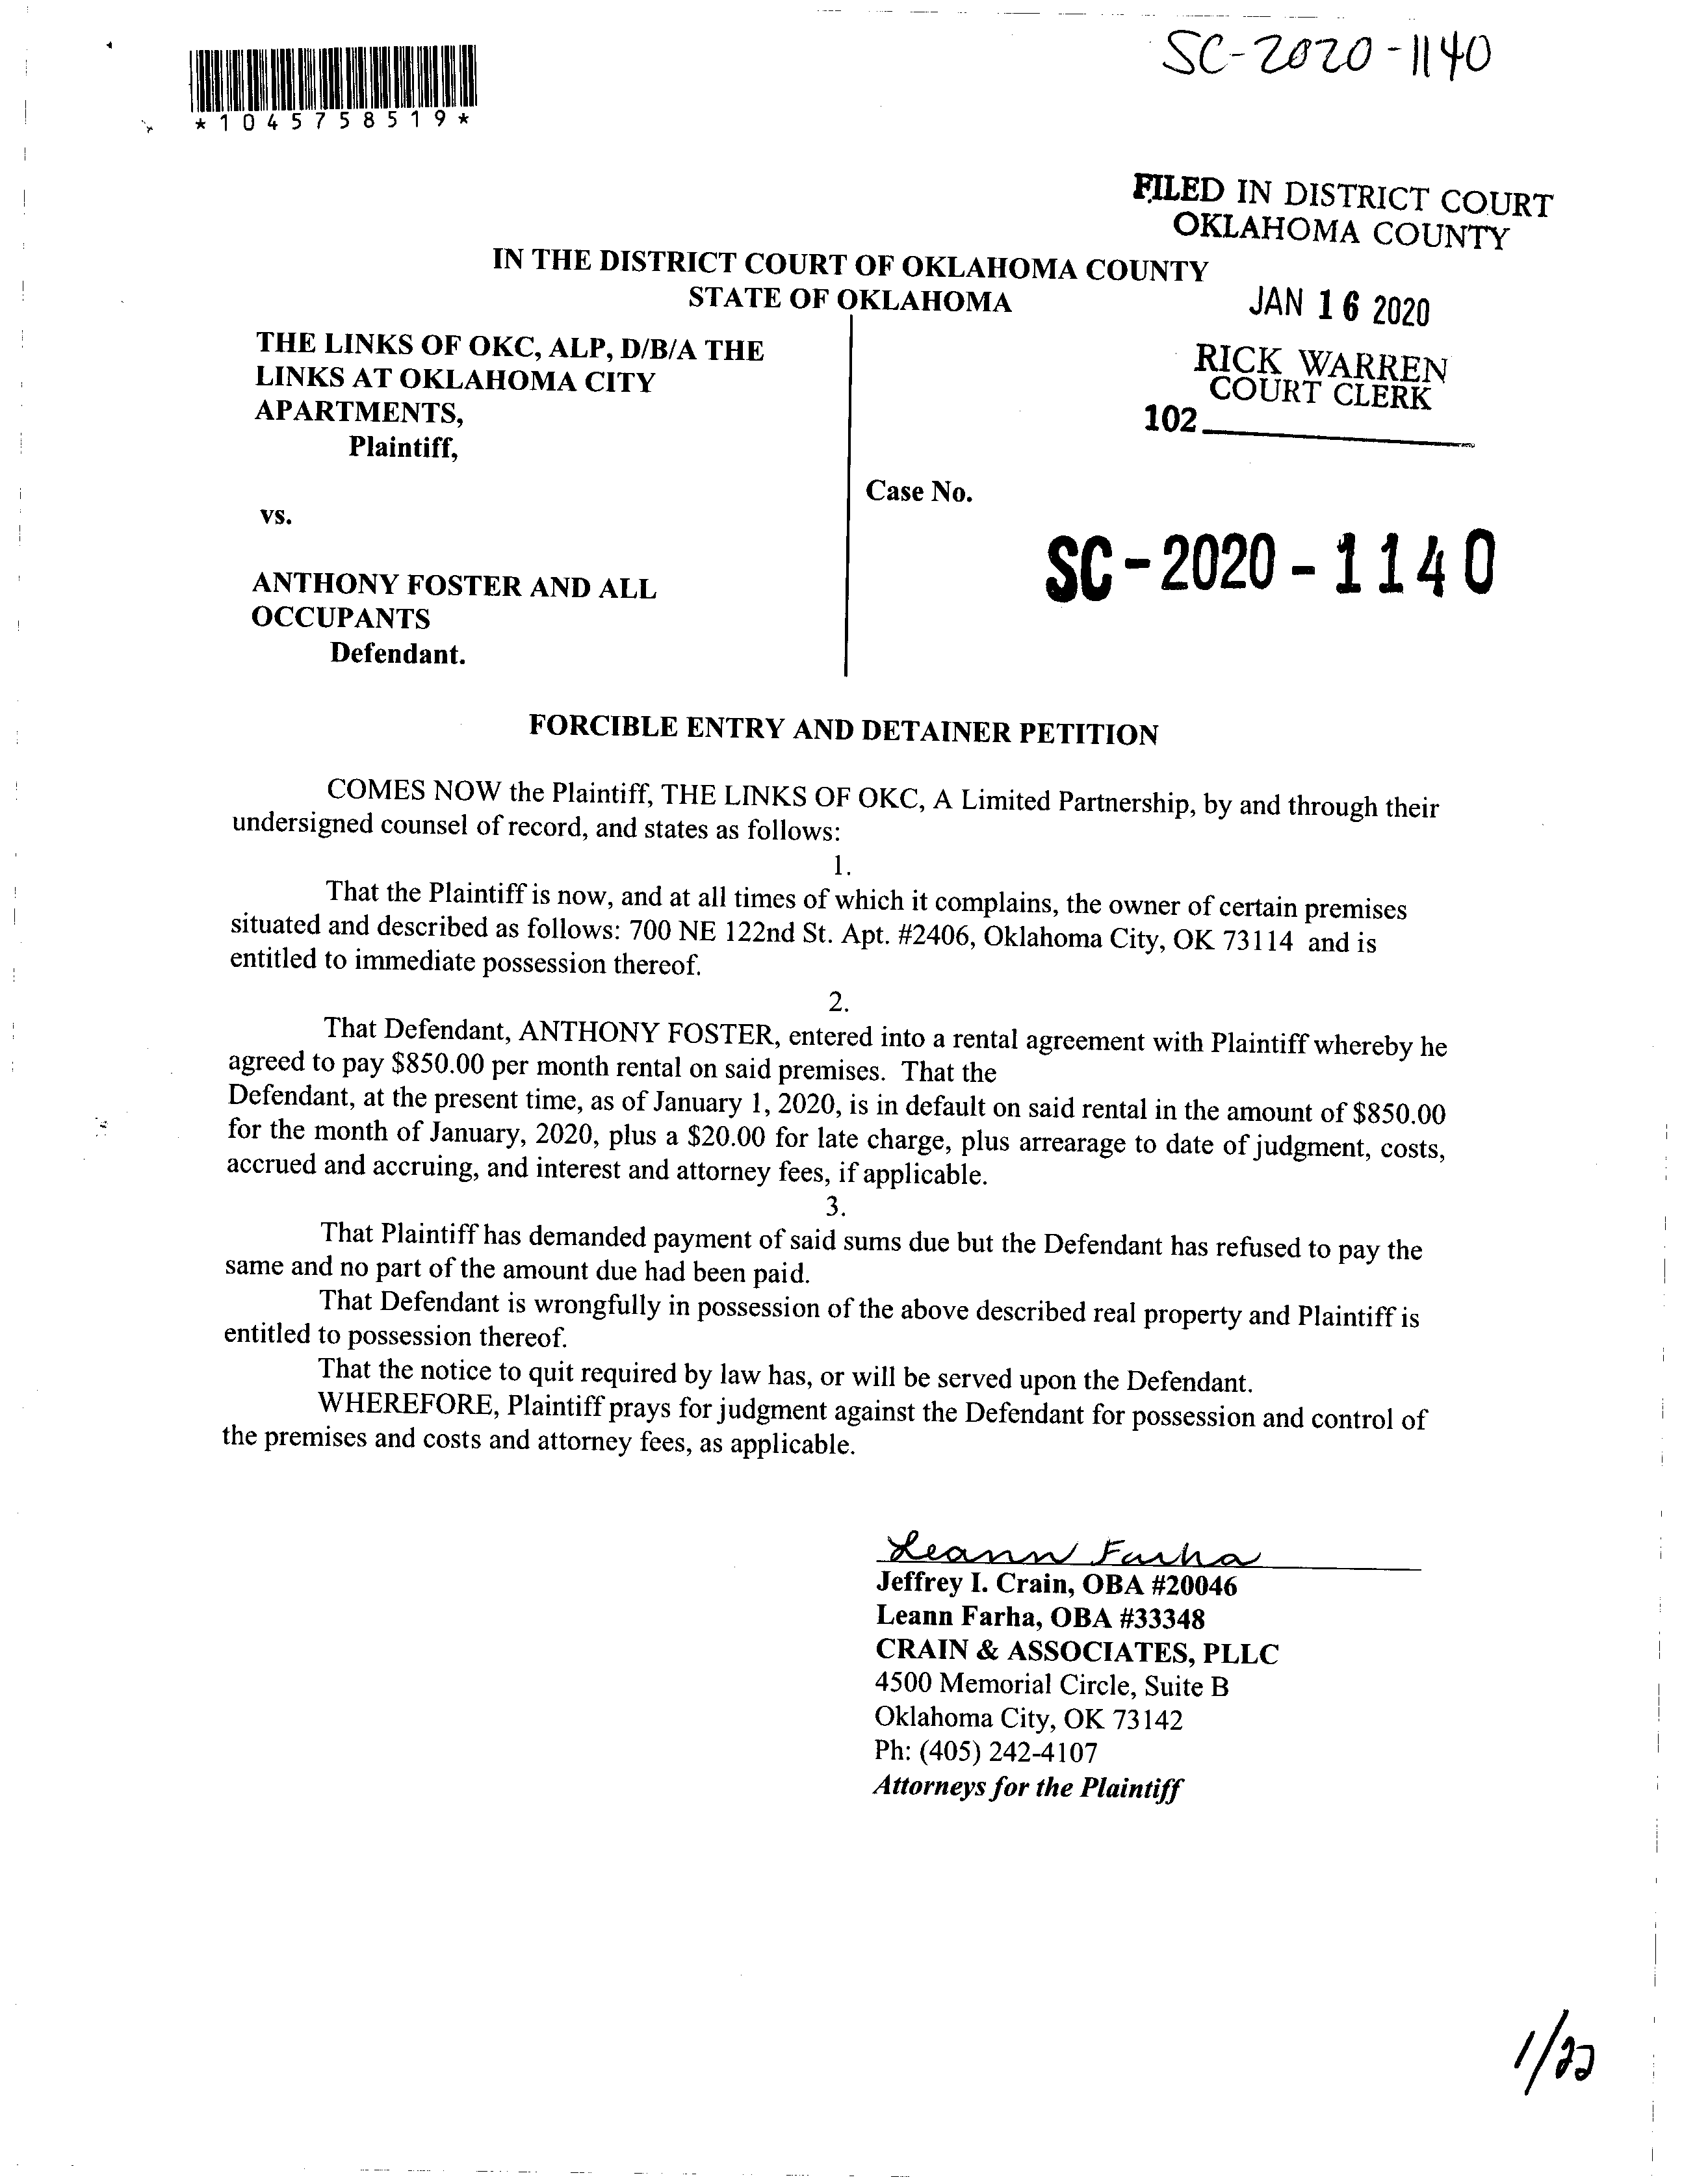 SC-2020-1140
*1045758519*
FILED IN DISTRICT COURT
OKLAHOMA COUNTY
IN THE DISTRICT COURT OF OKLAHOMA COUNTY
STATE OF OKLAHOMA
JAN 16 2020
RICK WARREN
COURT CLERK
102
THE LINKS OF OKC, ALP, D/B/A THE
LINKS AT OKLAHOMA CITY
APARTMENTS,
Plaintiff,
vs.
ANTHONY FOSTER AND ALL
OCCUPANTS
Defendant.
Case No.
SC-2020-1140
FORCIBLE ENTRY AND DETAINER PETITION
COMES NOW the Plaintiff, THE LINKS OF OKC, A Limited Partnership, by and through their
undersigned counsel of record, and states as follows:
1.
That the Plaintiff is now, and at all times of which it complains, the owner of certain premises
situated and described as follows: 700 NE 122nd St. Apt. #2406, Oklahoma City, OK 73114 and is
entitled to immediate possession thereof.
2.
That Defendant, ANTHONY FOSTER, entered into a rental agreement with Plaintiff whereby he
agreed to pay $850.00 per month rental on said premises. That the
Defendant, at the present time, as of January 1, 2020, is in default on said rental in the amount of $850.00
for the month of January, 2020, plus a $20.00 for late charge, plus arrearage to date of judgment, costs,
accrued and accruing, and interest and attorney fees, if applicable.
3.
That Plaintiff has demanded payment of said sums due but the Defendant has refused to pay the
same and no part of the amount due had been paid.
That Defendant is wrongfully in possession of the above described real property and Plaintiff is
entitled to possession thereof.
That the notice to quit required by law has, or will be served upon the Defendant.
WHEREFORE, Plaintiff prays for judgment against the Defendant for possession and control of
the premises and costs and attorney fees, as applicable.
Leann Farha
Jeffrey I. Crain, OBA #20046
Leann Farha, OBA #33348
CRAIN & ASSOCIATES, PLLC
4500 Memorial Circle, Suite B
Oklahoma City, OK 73142
Ph: (405) 242-4107
Attorneys for the Plaintiff
1/22